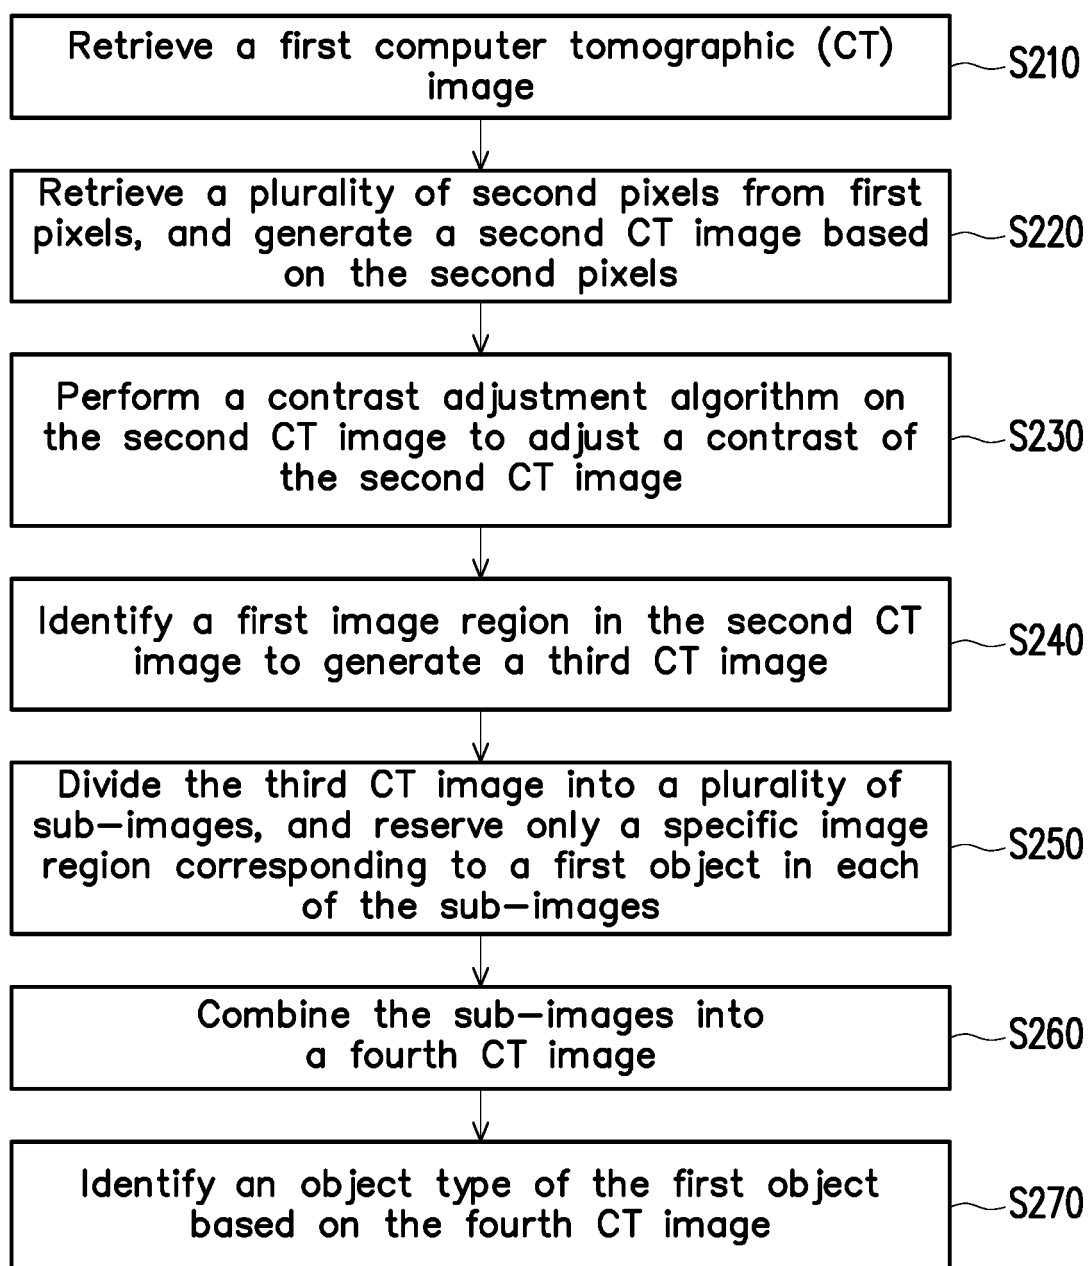 Retrieve a first computer tomographic (CT)
image
S210
Retrieve a plurality of second pixels from first
pixels, and generate a second CT image based
on the second pixels
S220
Perform a contrast adjustment algorithm on
the second CT image to adjust a contrast of
the second CT image
S230
Identify a first image region in the second CT
image to generate a third CT image
S240
Divide the third CT image into a plurality of
sub-images, and reserve only a specific image
region corresponding to a first object in each
of the sub-images
S250
Combine the sub-images into
a fourth CT image
S260
Identify an object type of the first object
based on the fourth CT image
S270